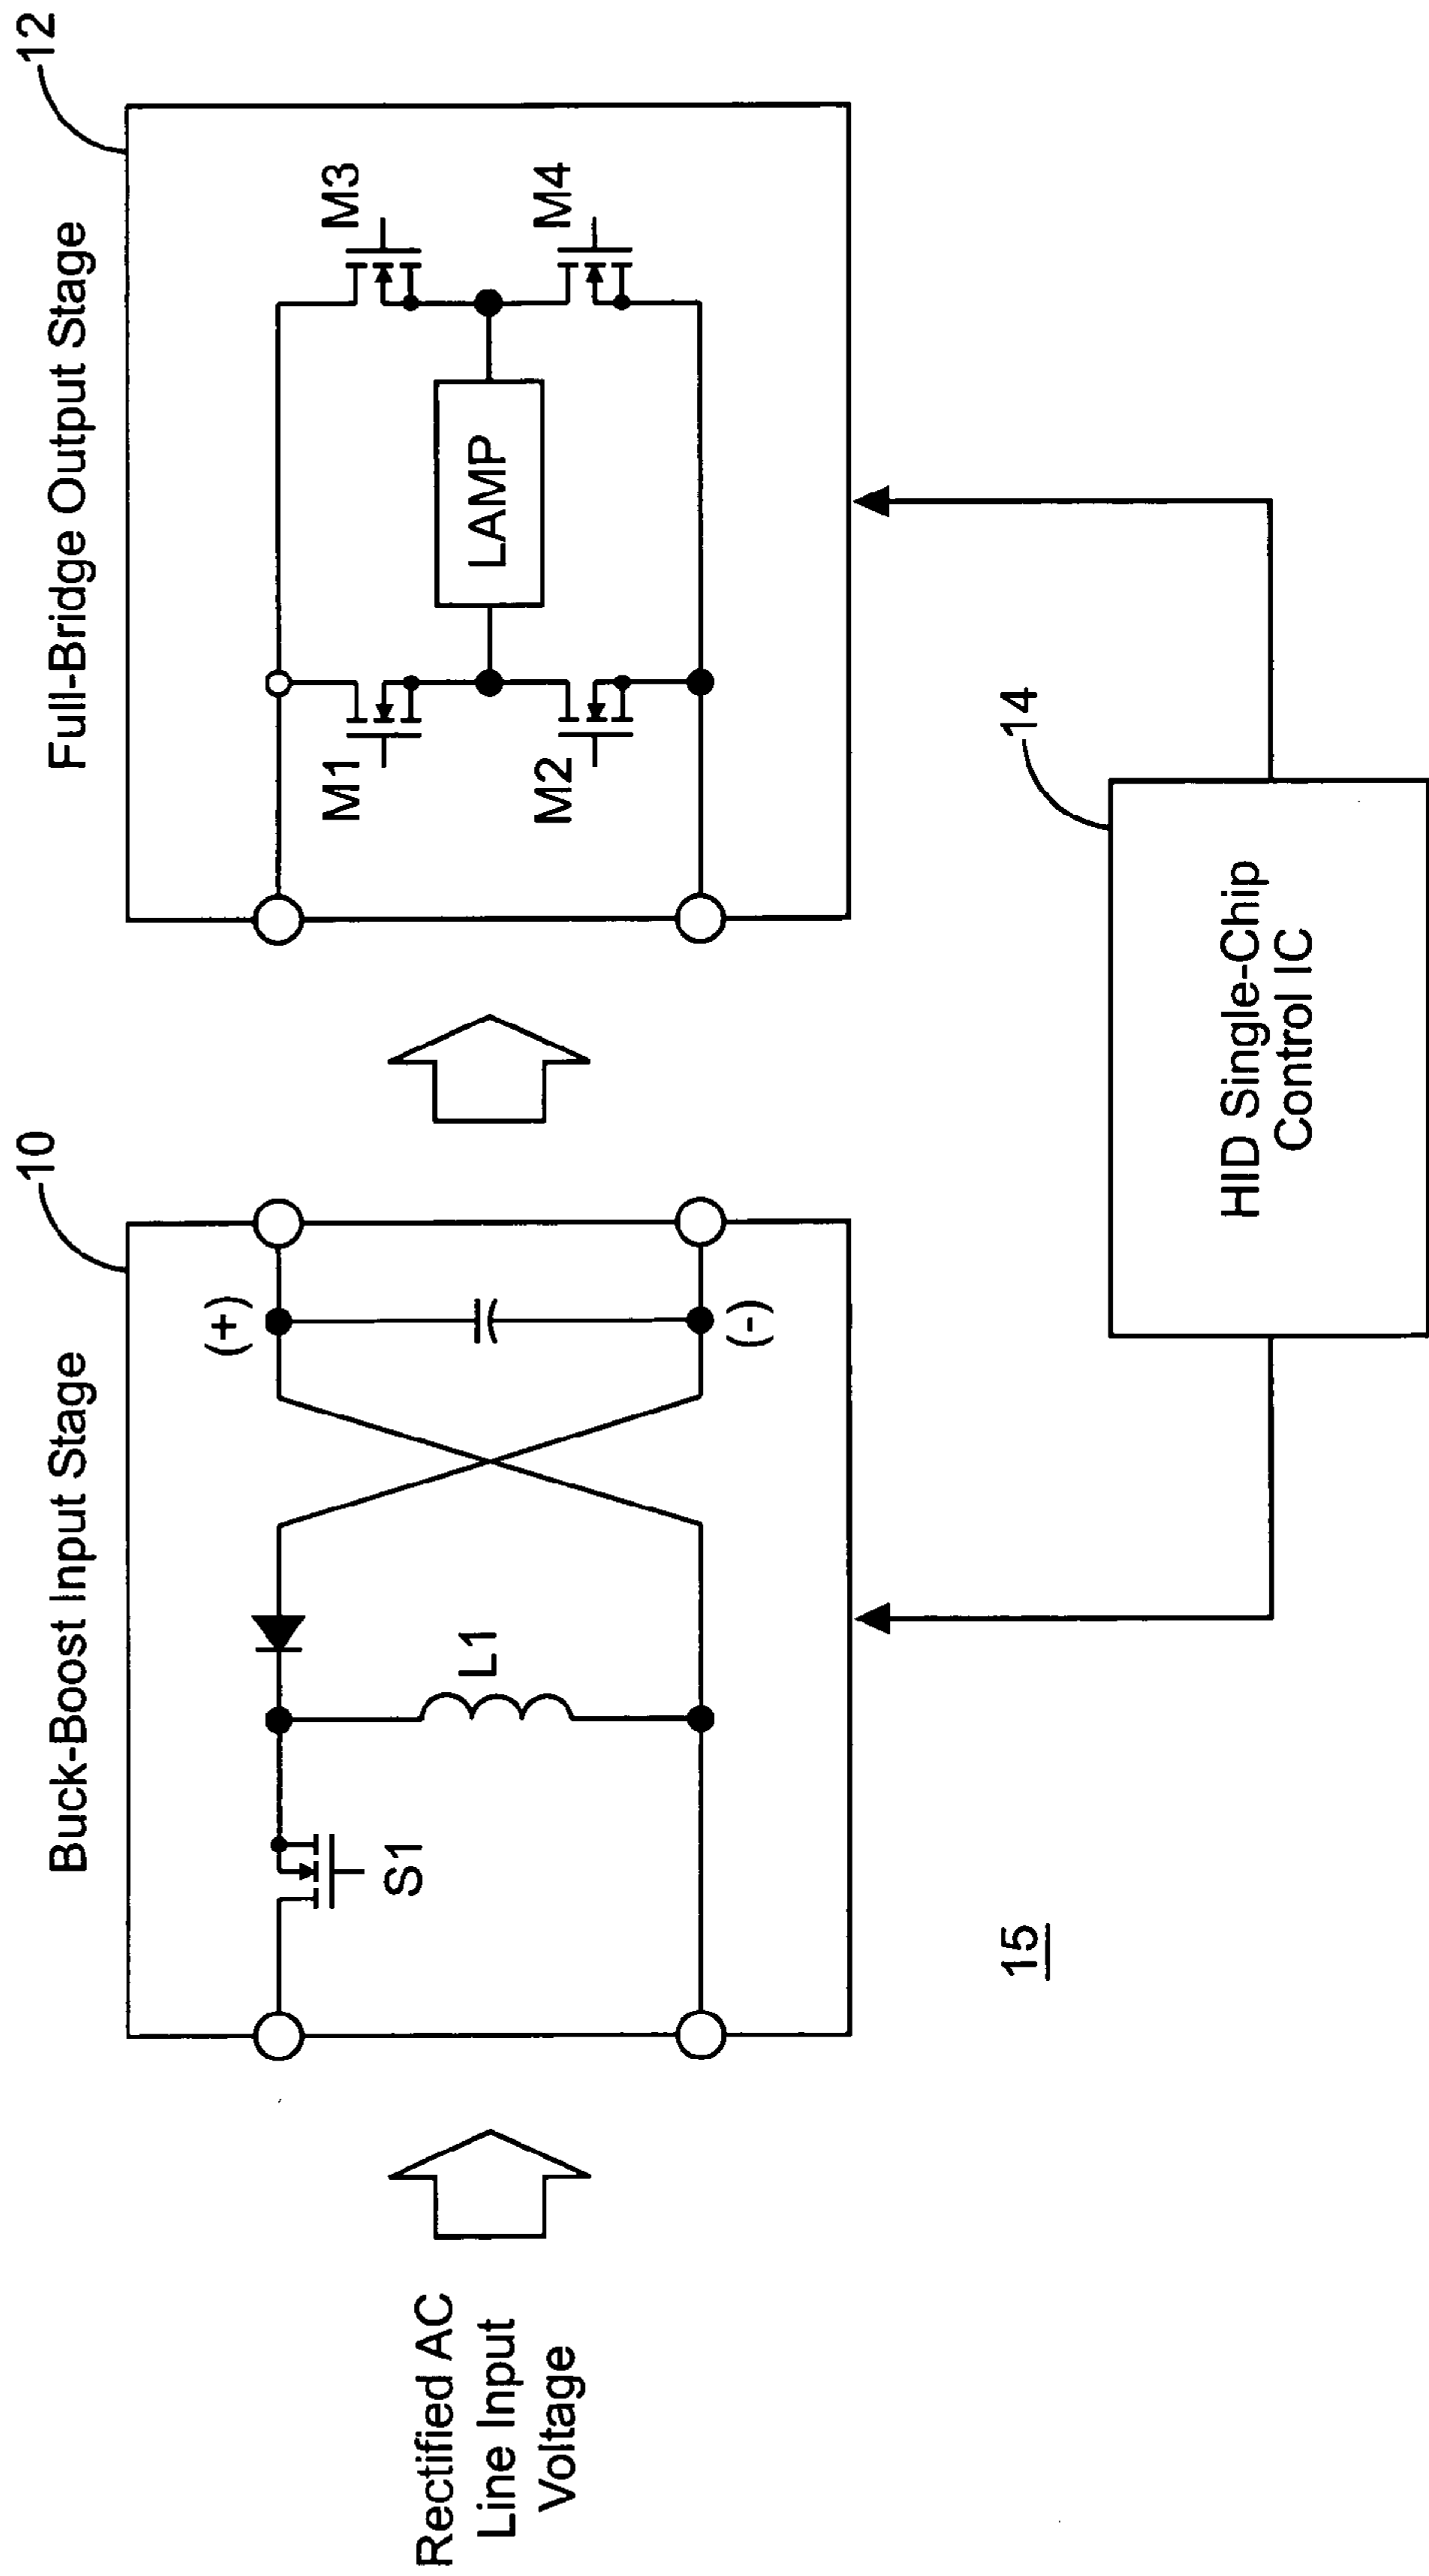 10
12
Buck-Boost Input Stage
Full-Bridge Output Stage
(+)
(-)
S1
L1
M1
M2
M3
M4
LAMP
Rectified AC
Line Input
Voltage
15
14
HID Single-Chip
Control IC